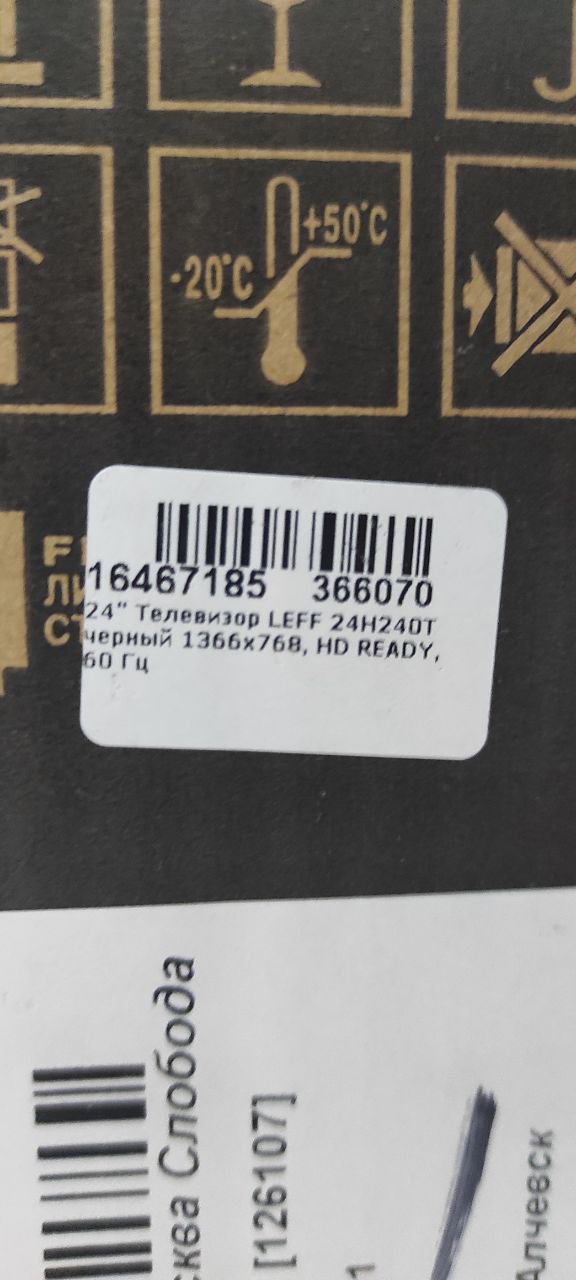 +50°C
-20°C
16467185 366070
24" Телевизор LEFF 24H240T
черный 1366x768, HD READY,
60 Гц
Слобода
[126107]
Алчевск